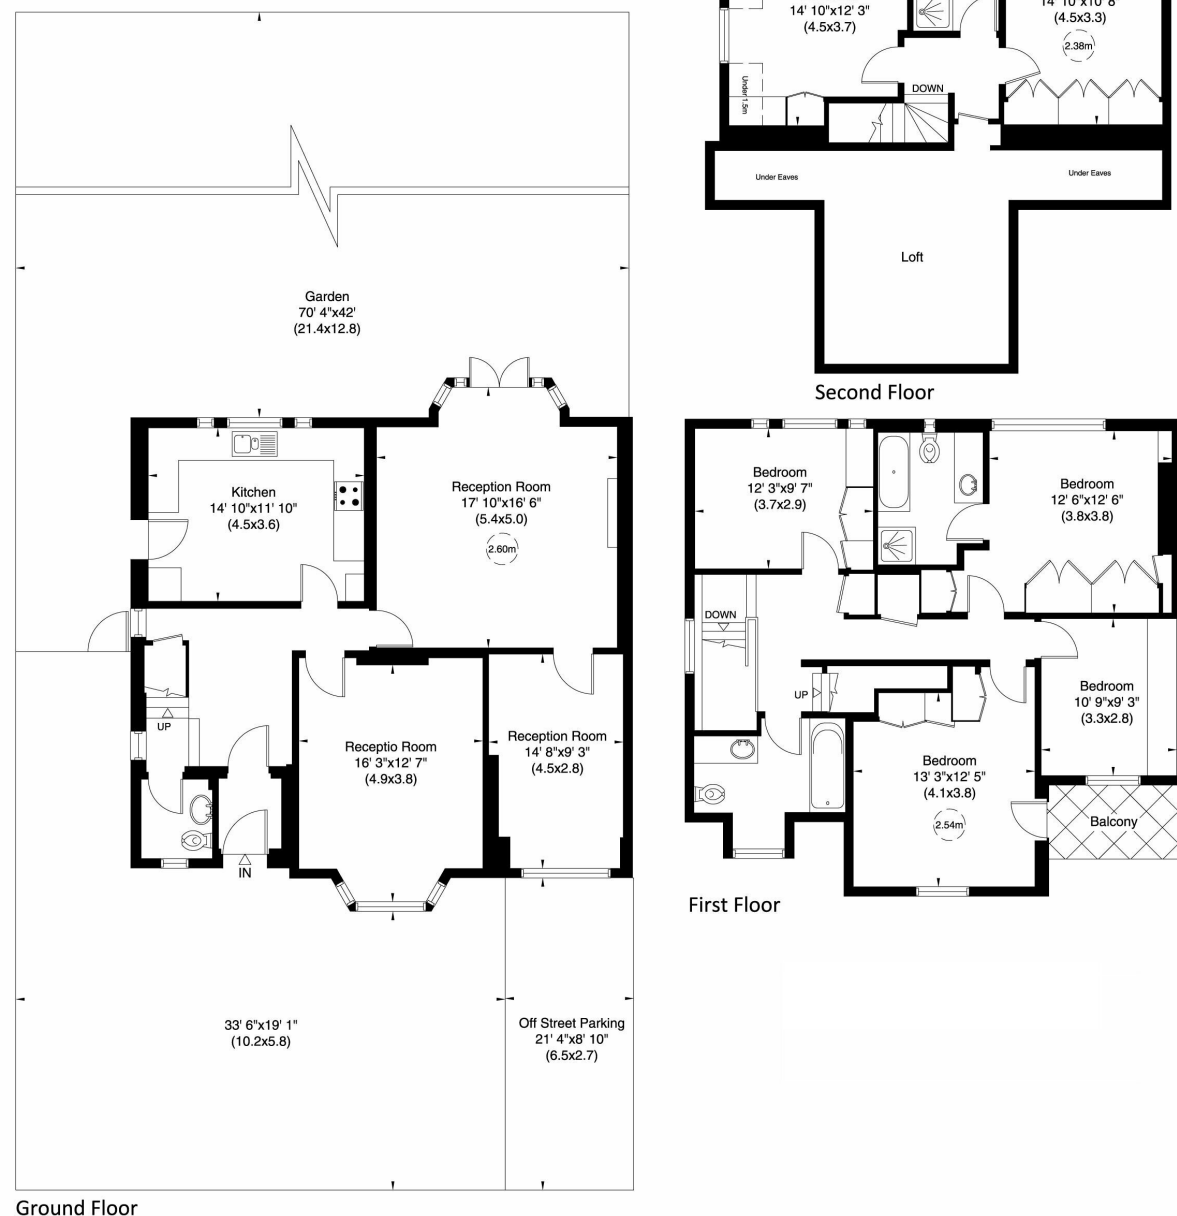 14' 10"x12' 3"
(4.5x3.7)
14' 10"x10' 8"
(4.5x3.3)
2.38m
Under 1.5m
DOWN
Under Eaves
Under Eaves
Loft
Second Floor
Garden
70' 4"x42'
(21.4x12.8)
Kitchen
14' 10"x11' 10"
(4.5x3.6)
Reception Room
17' 10"x16' 6"
(5.4x5.0)
2.60m
UP
Receptio Room
16' 3"x12' 7"
(4.9x3.8)
Reception Room
14' 8"x9' 3"
(4.5x2.8)
IN
33' 6"x19' 1"
(10.2x5.8)
Off Street Parking
21' 4"x8' 10"
(6.5x2.7)
Ground Floor
Bedroom
12' 3"x9' 7"
(3.7x2.9)
Bedroom
12' 6"x12' 6"
(3.8x3.8)
DOWN
UP
Bedroom
10' 9"x9' 3"
(3.3x2.8)
Bedroom
13' 3"x12' 5"
(4.1x3.8)
2.54m
Balcony
First Floor